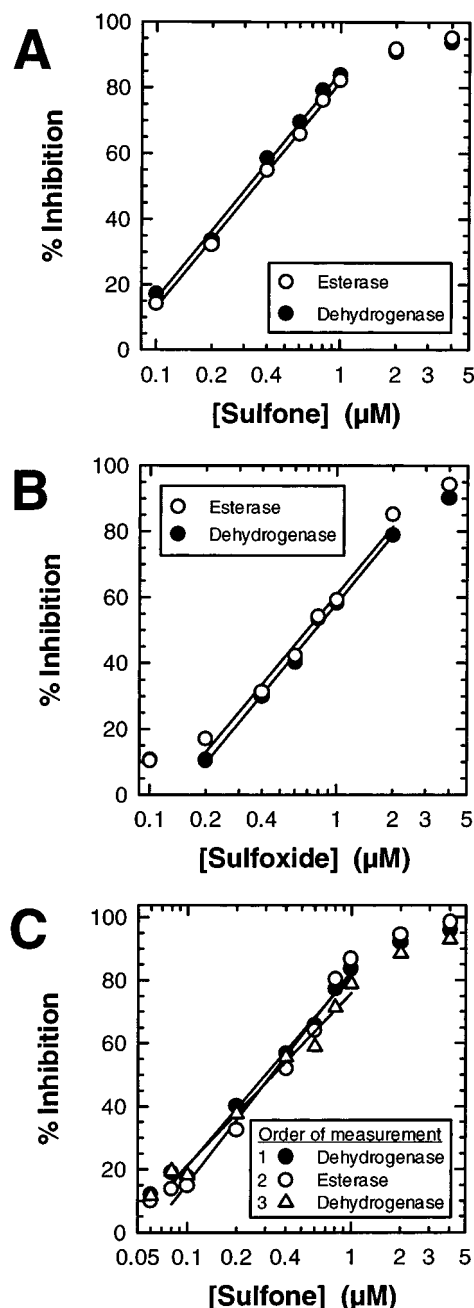 A
100
80
60
40
20
0
% Inhibition
Esterase
Dehydrogenase
0.1 0.2 0.4 1 2 3 4 5
[Sulfone] (µM)
B
100
80
60
40
20
0
% Inhibition
Esterase
Dehydrogenase
0.1 0.2 0.4 1 2 3 4 5
[Sulfoxide] (µM)
C
100
80
60
40
20
0
% Inhibition
Order of measurement
1 Dehydrogenase
2 Esterase
3 Dehydrogenase
0.05 0.1 0.2 0.4 1 2 3 4 5
[Sulfone] (µM)